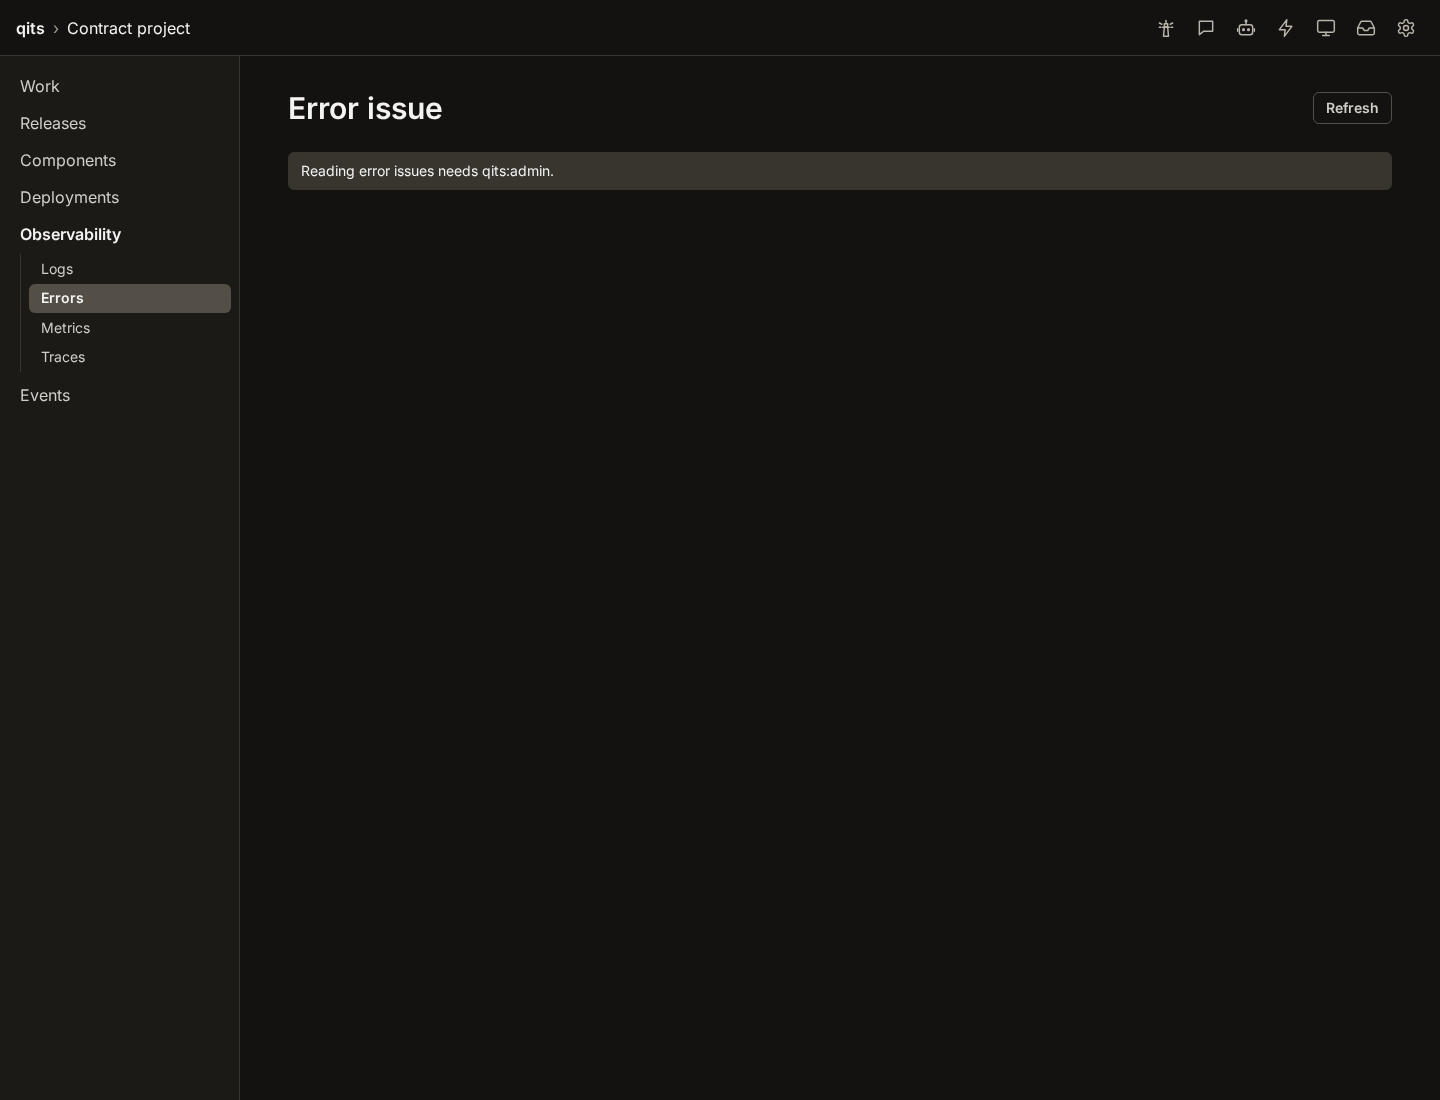 qits › Contract project
Work
Releases
Components
Deployments
Observability
Logs
Errors
Metrics
Traces
Events
Error issue
Refresh
Reading error issues needs qits:admin.